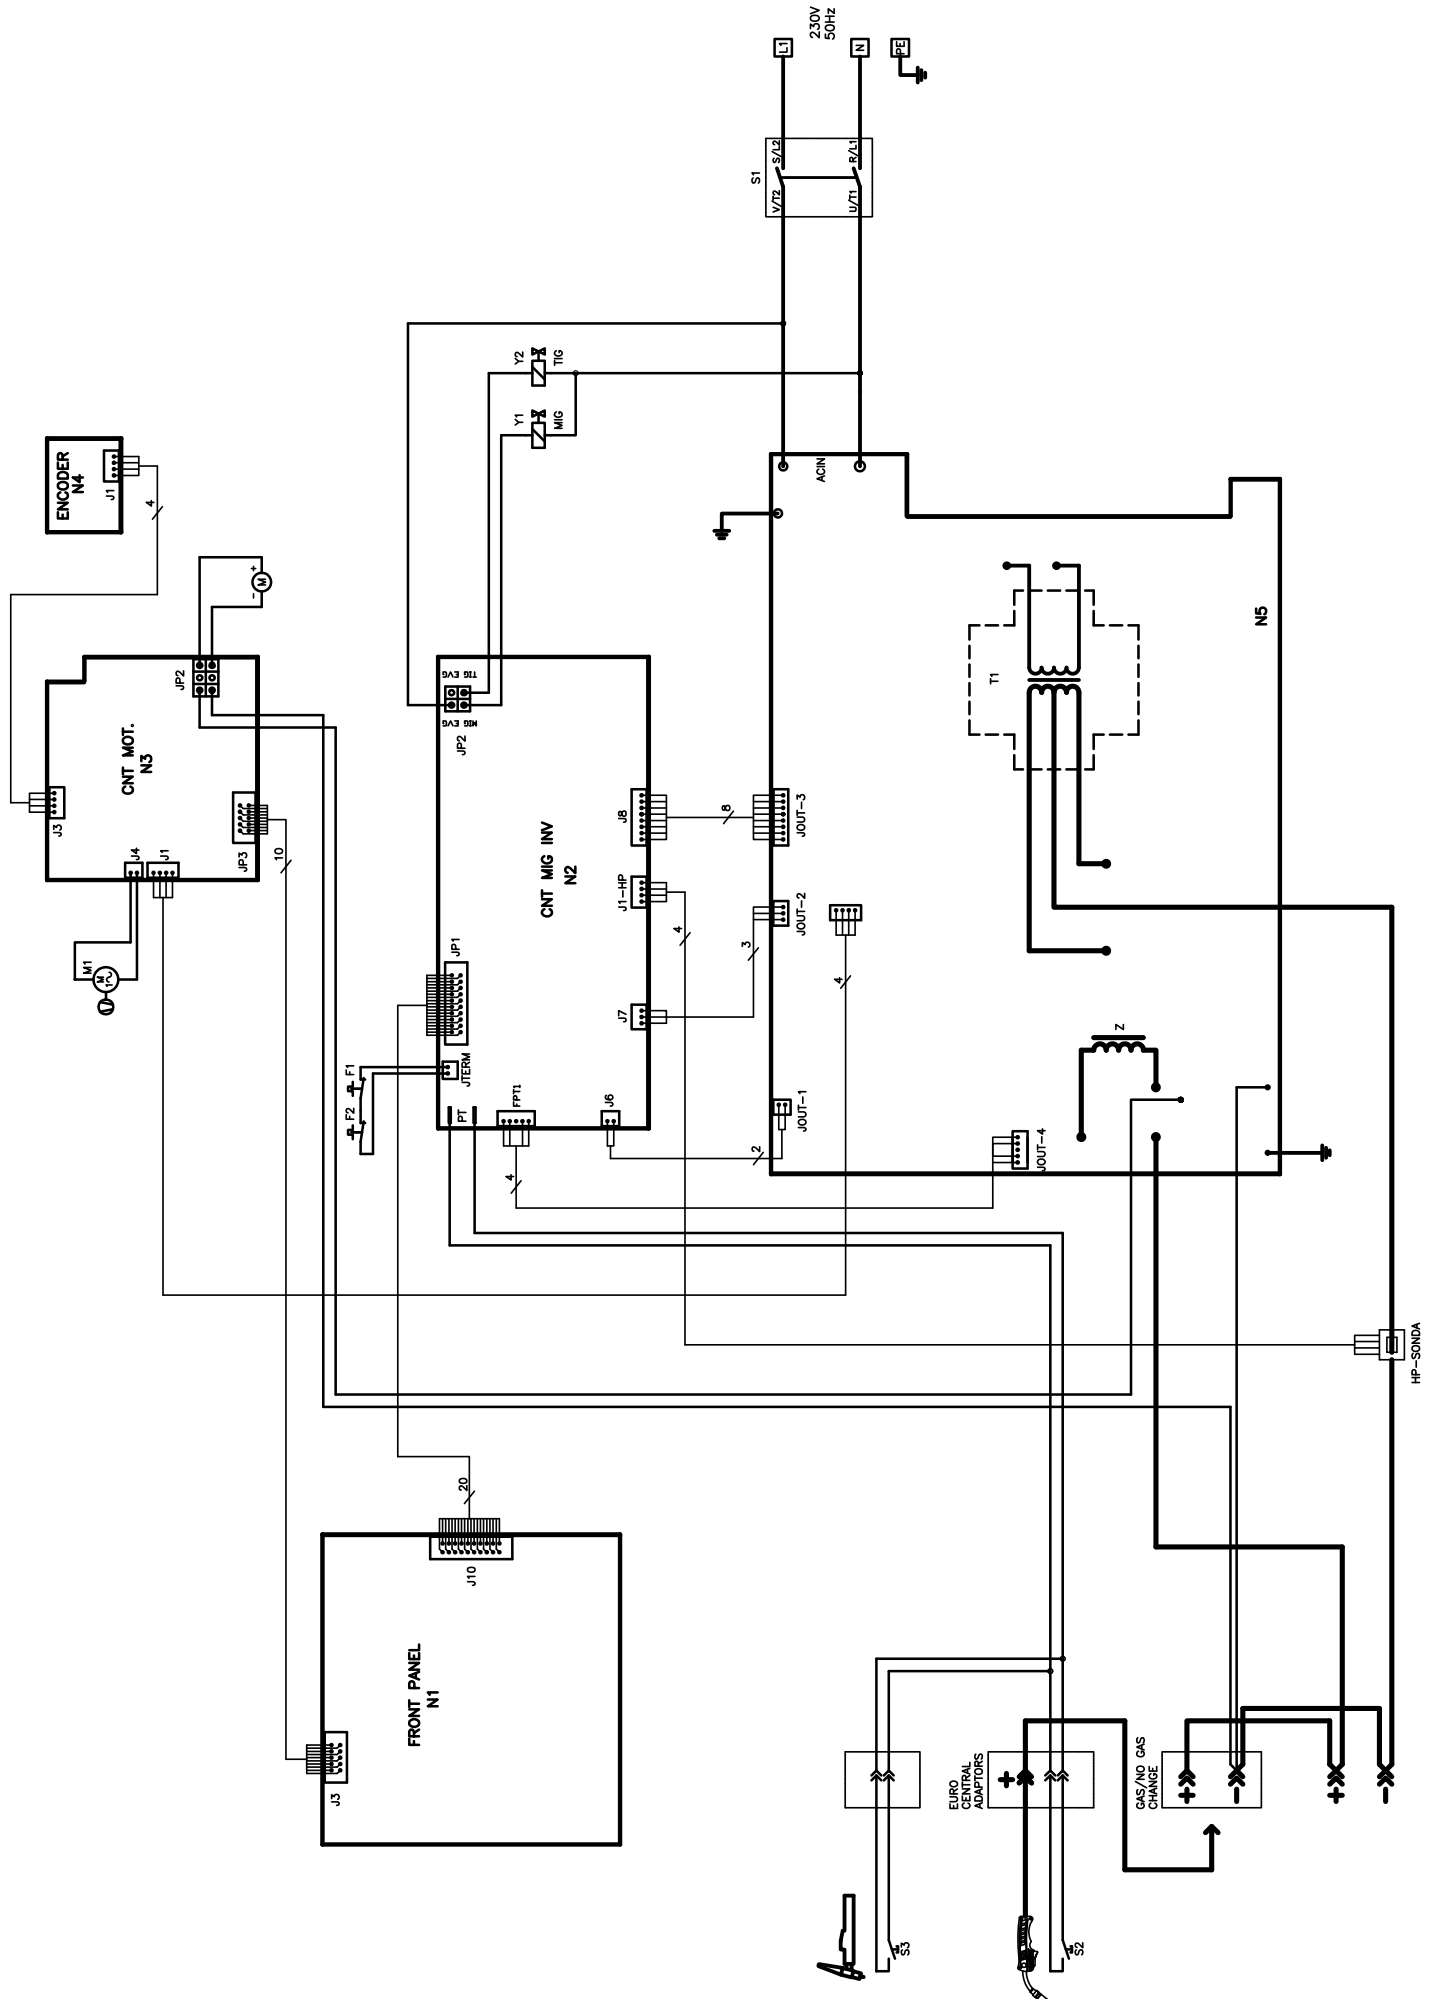 230V
50Hz
L1
N
PE
S1
S/L2
R/L1
V/T2
U/T1
Y2
TIG
Y1
MIG
ENCODER
N4
J1
4
ACIN
M
+
-
JP2
CNT MOT.
N3
J3
J4
J1
JP3
10
M1
M
1~
TIG EVG
MIG EVG
JP2
CNT MIG INV
N2
J8
8
JOUT-3
J1-HP
4
JOUT-2
3
J7
4
JP1
JTERM
F1
F2
PT
FPT1
J6
4
2
JOUT-1
JOUT-4
T1
N5
Z
HP-SONDA
20
J10
FRONT PANEL
N1
J3
EURO
CENTRAL
ADAPTORS
+
GAS/NO GAS
CHANGE
+
-
+
-
S3
S2